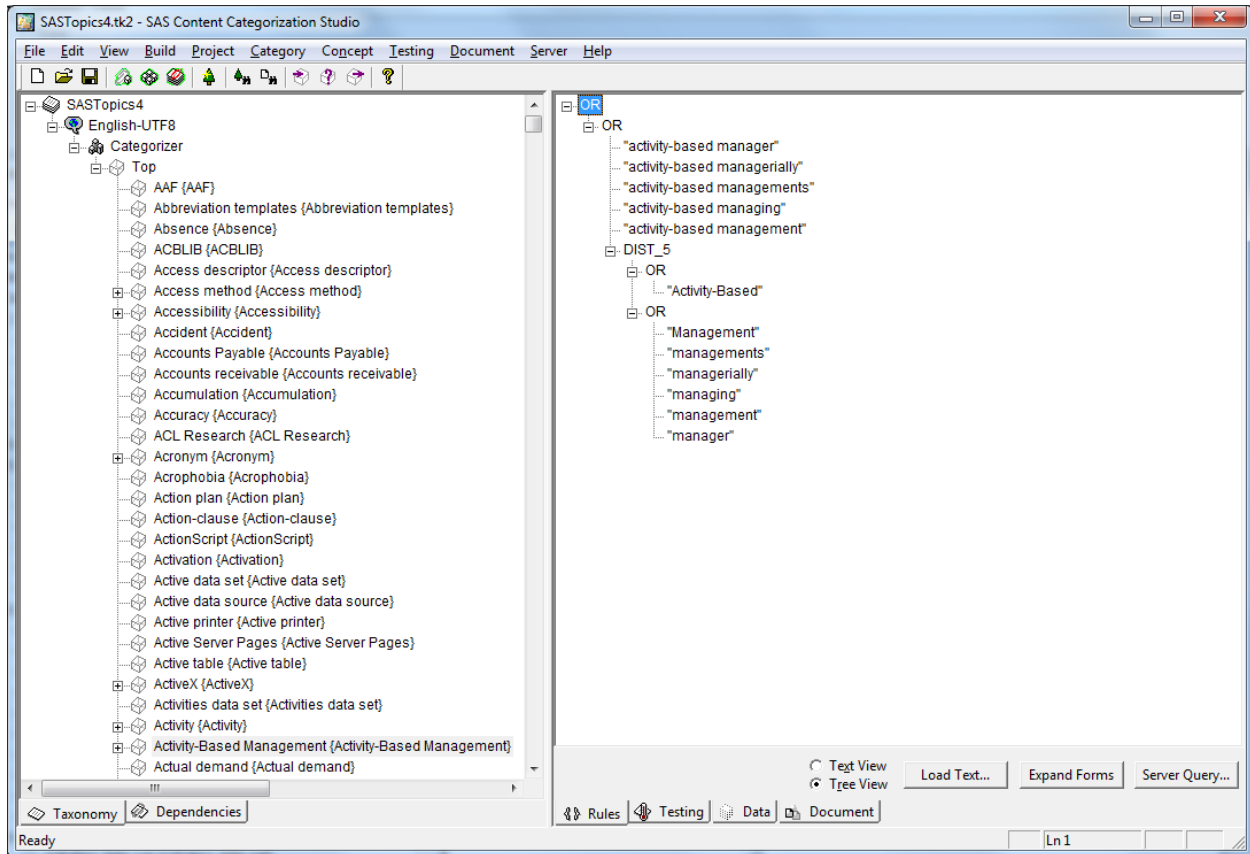 SASTopics4.tk2 - SAS Content Categorization Studio
File Edit View Build Project Category Concept Testing Document Server Help
SASTopics4
English-UTF8
Categorizer
Top
AAF {AAF}
Abbreviation templates {Abbreviation templates}
Absence {Absence}
ACBLIB {ACBLIB}
Access descriptor {Access descriptor}
Access method {Access method}
Accessibility {Accessibility}
Accident {Accident}
Accounts Payable {Accounts Payable}
Accounts receivable {Accounts receivable}
Accumulation {Accumulation}
Accuracy {Accuracy}
ACL Research {ACL Research}
Acronym {Acronym}
Acrophobia {Acrophobia}
Action plan {Action plan}
Action-clause {Action-clause}
ActionScript {ActionScript}
Activation {Activation}
Active data set {Active data set}
Active data source {Active data source}
Active printer {Active printer}
Active Server Pages {Active Server Pages}
Active table {Active table}
ActiveX {ActiveX}
Activities data set {Activities data set}
Activity {Activity}
Activity-Based Management {Activity-Based Management}
Actual demand {Actual demand}
Taxonomy Dependencies
OR
OR
"activity-based manager"
"activity-based managerially"
"activity-based managements"
"activity-based managing"
"activity-based management"
DIST_5
OR
"Activity-Based"
OR
"Management"
"managements"
"managerially"
"managing"
"management"
"manager"
Text View
Tree View
Load Text... Expand Forms Server Query...
Rules Testing Data Document
Ready Ln 1